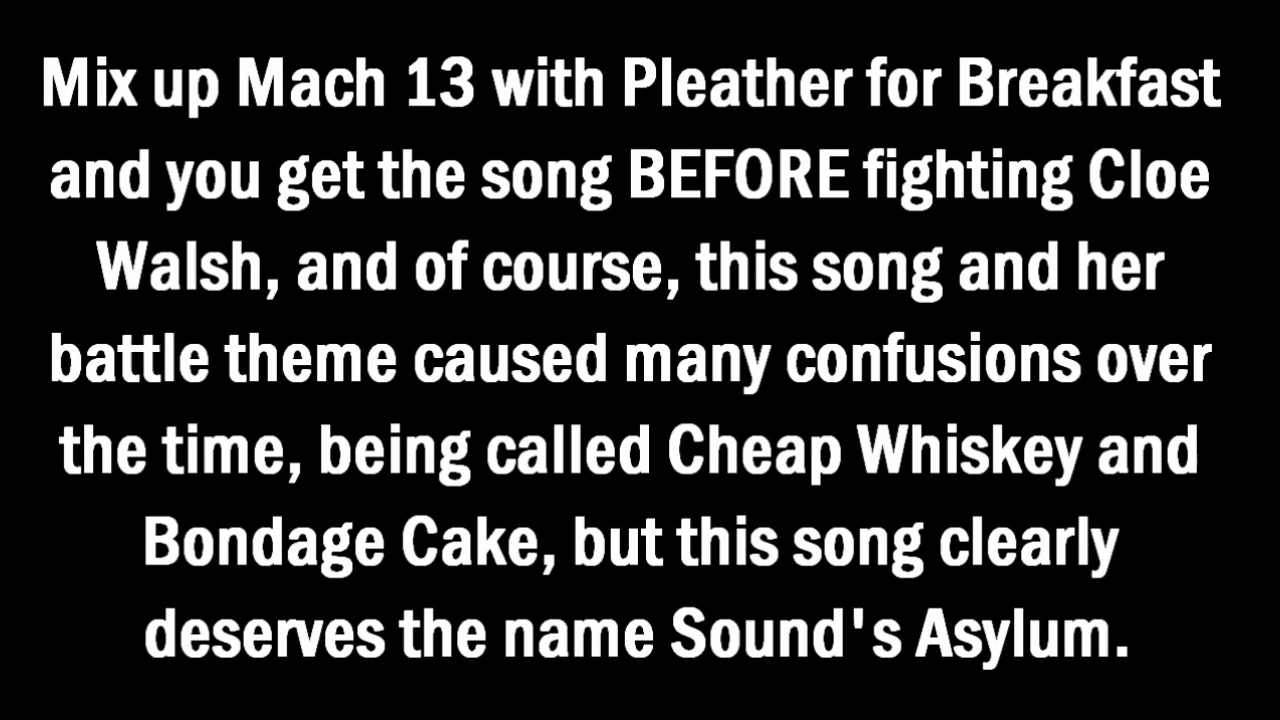 Mix up Mach 13 with Pleather for Breakfast
and you get the song BEFORE fighting Cloe
Walsh, and of course, this song and her
battle theme caused many confusions over
the time, being called Cheap Whiskey and
Bondage Cake, but this song clearly
deserves the name Sound's Asylum.